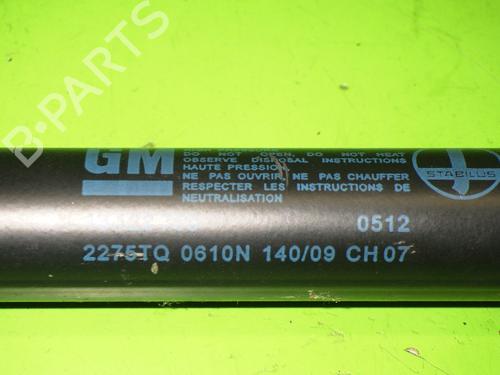 B-PARTS
GM
DO NOT OPEN, DO NOT HEAT
OBSERVE DISPOSAL INSTRUCTIONS
HAUTE PRESSION
NE PAS OUVRIR, NE PAS CHAUFFER
RESPECTER LES INSTRUCTIONS DE
NEUTRALISATION
STABILUS
0512
2275TQ 0610N 140/09 CH07